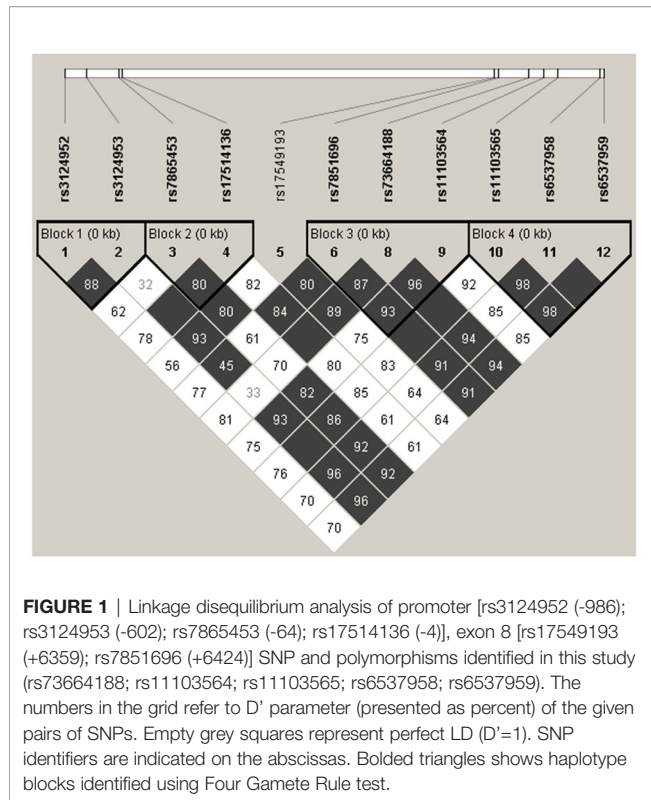 rs3124952
rs3124953
rs7865453
rs17514136
rs17549193
rs7851696
rs73664188
rs11103564
rs11103565
rs6537958
rs6537959
Block 1 (0 kb) Block 2 (0 kb) Block 3 (0 kb) Block 4 (0 kb)
1 2 3 4 5 6 8 9 10 11 12
88 32 80 82 80 87 96 92 98
62 80 84 89 93 85 98
78 93 61 75 94 85
56 45 70 80 83 91 94
77 33 82 85 64 91
81 93 86 61 64
75 92 61
76 96 92
70 96
70
FIGURE 1 | Linkage disequilibrium analysis of promoter [rs3124952 (-986);
rs3124953 (-602); rs7865453 (-64); rs17514136 (-4)], exon 8 [rs17549193
(+6359); rs7851696 (+6424)] SNP and polymorphisms identified in this study
(rs73664188; rs11103564; rs11103565; rs6537958; rs6537959). The
numbers in the grid refer to D’ parameter (presented as percent) of the given
pairs of SNPs. Empty grey squares represent perfect LD (D’=1). SNP
identifiers are indicated on the abscissas. Bolded triangles shows haplotype
blocks identified using Four Gamete Rule test.